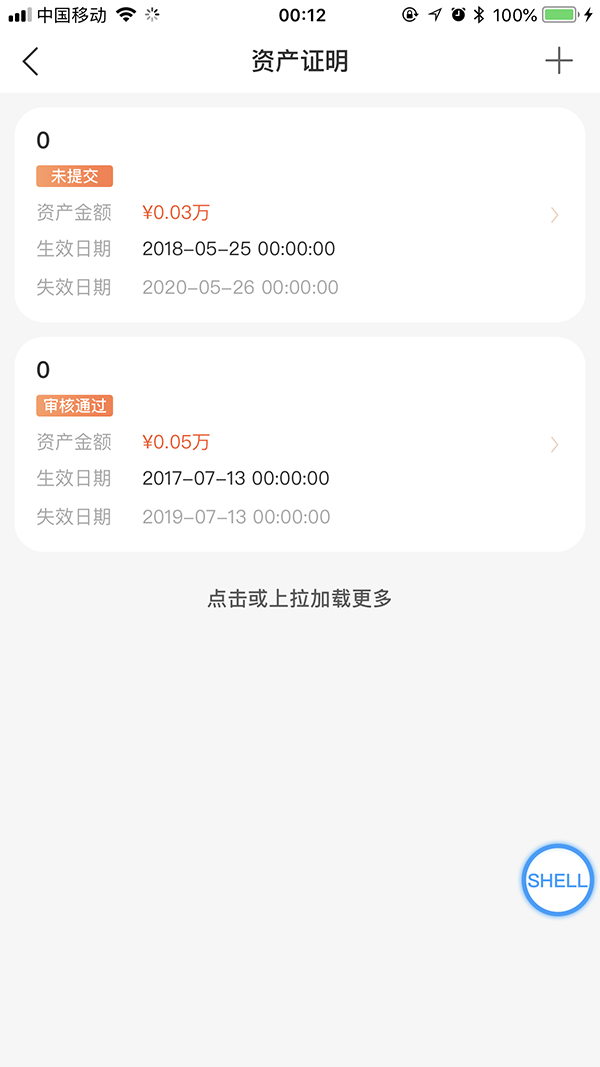 中国移动 00:12 100%
资产证明
0
未提交
资产金额 ¥0.03万
生效日期 2018-05-25 00:00:00
失效日期 2020-05-26 00:00:00
0
审核通过
资产金额 ¥0.05万
生效日期 2017-07-13 00:00:00
失效日期 2019-07-13 00:00:00
点击或上拉加载更多
SHELL